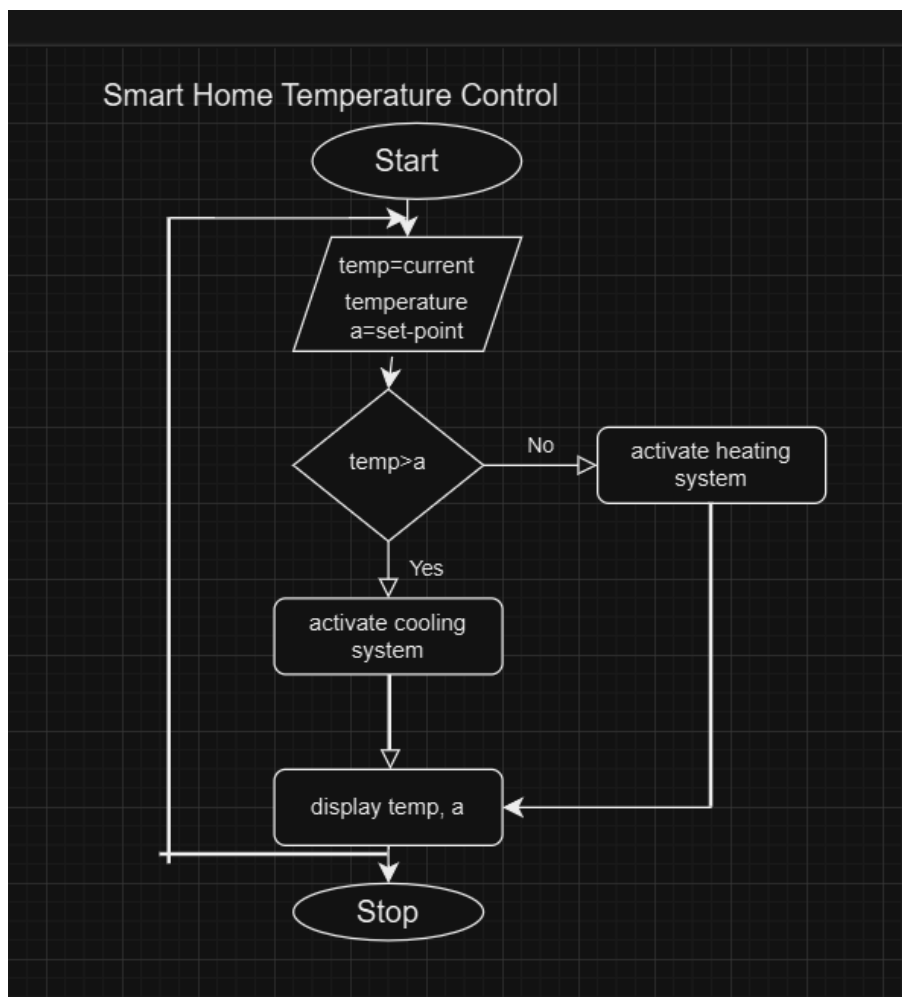 Smart Home Temperature Control
Start
temp=current
temperature
a=set-point
temp>a
No
activate heating
system
Yes
activate cooling
system
display temp, a
Stop